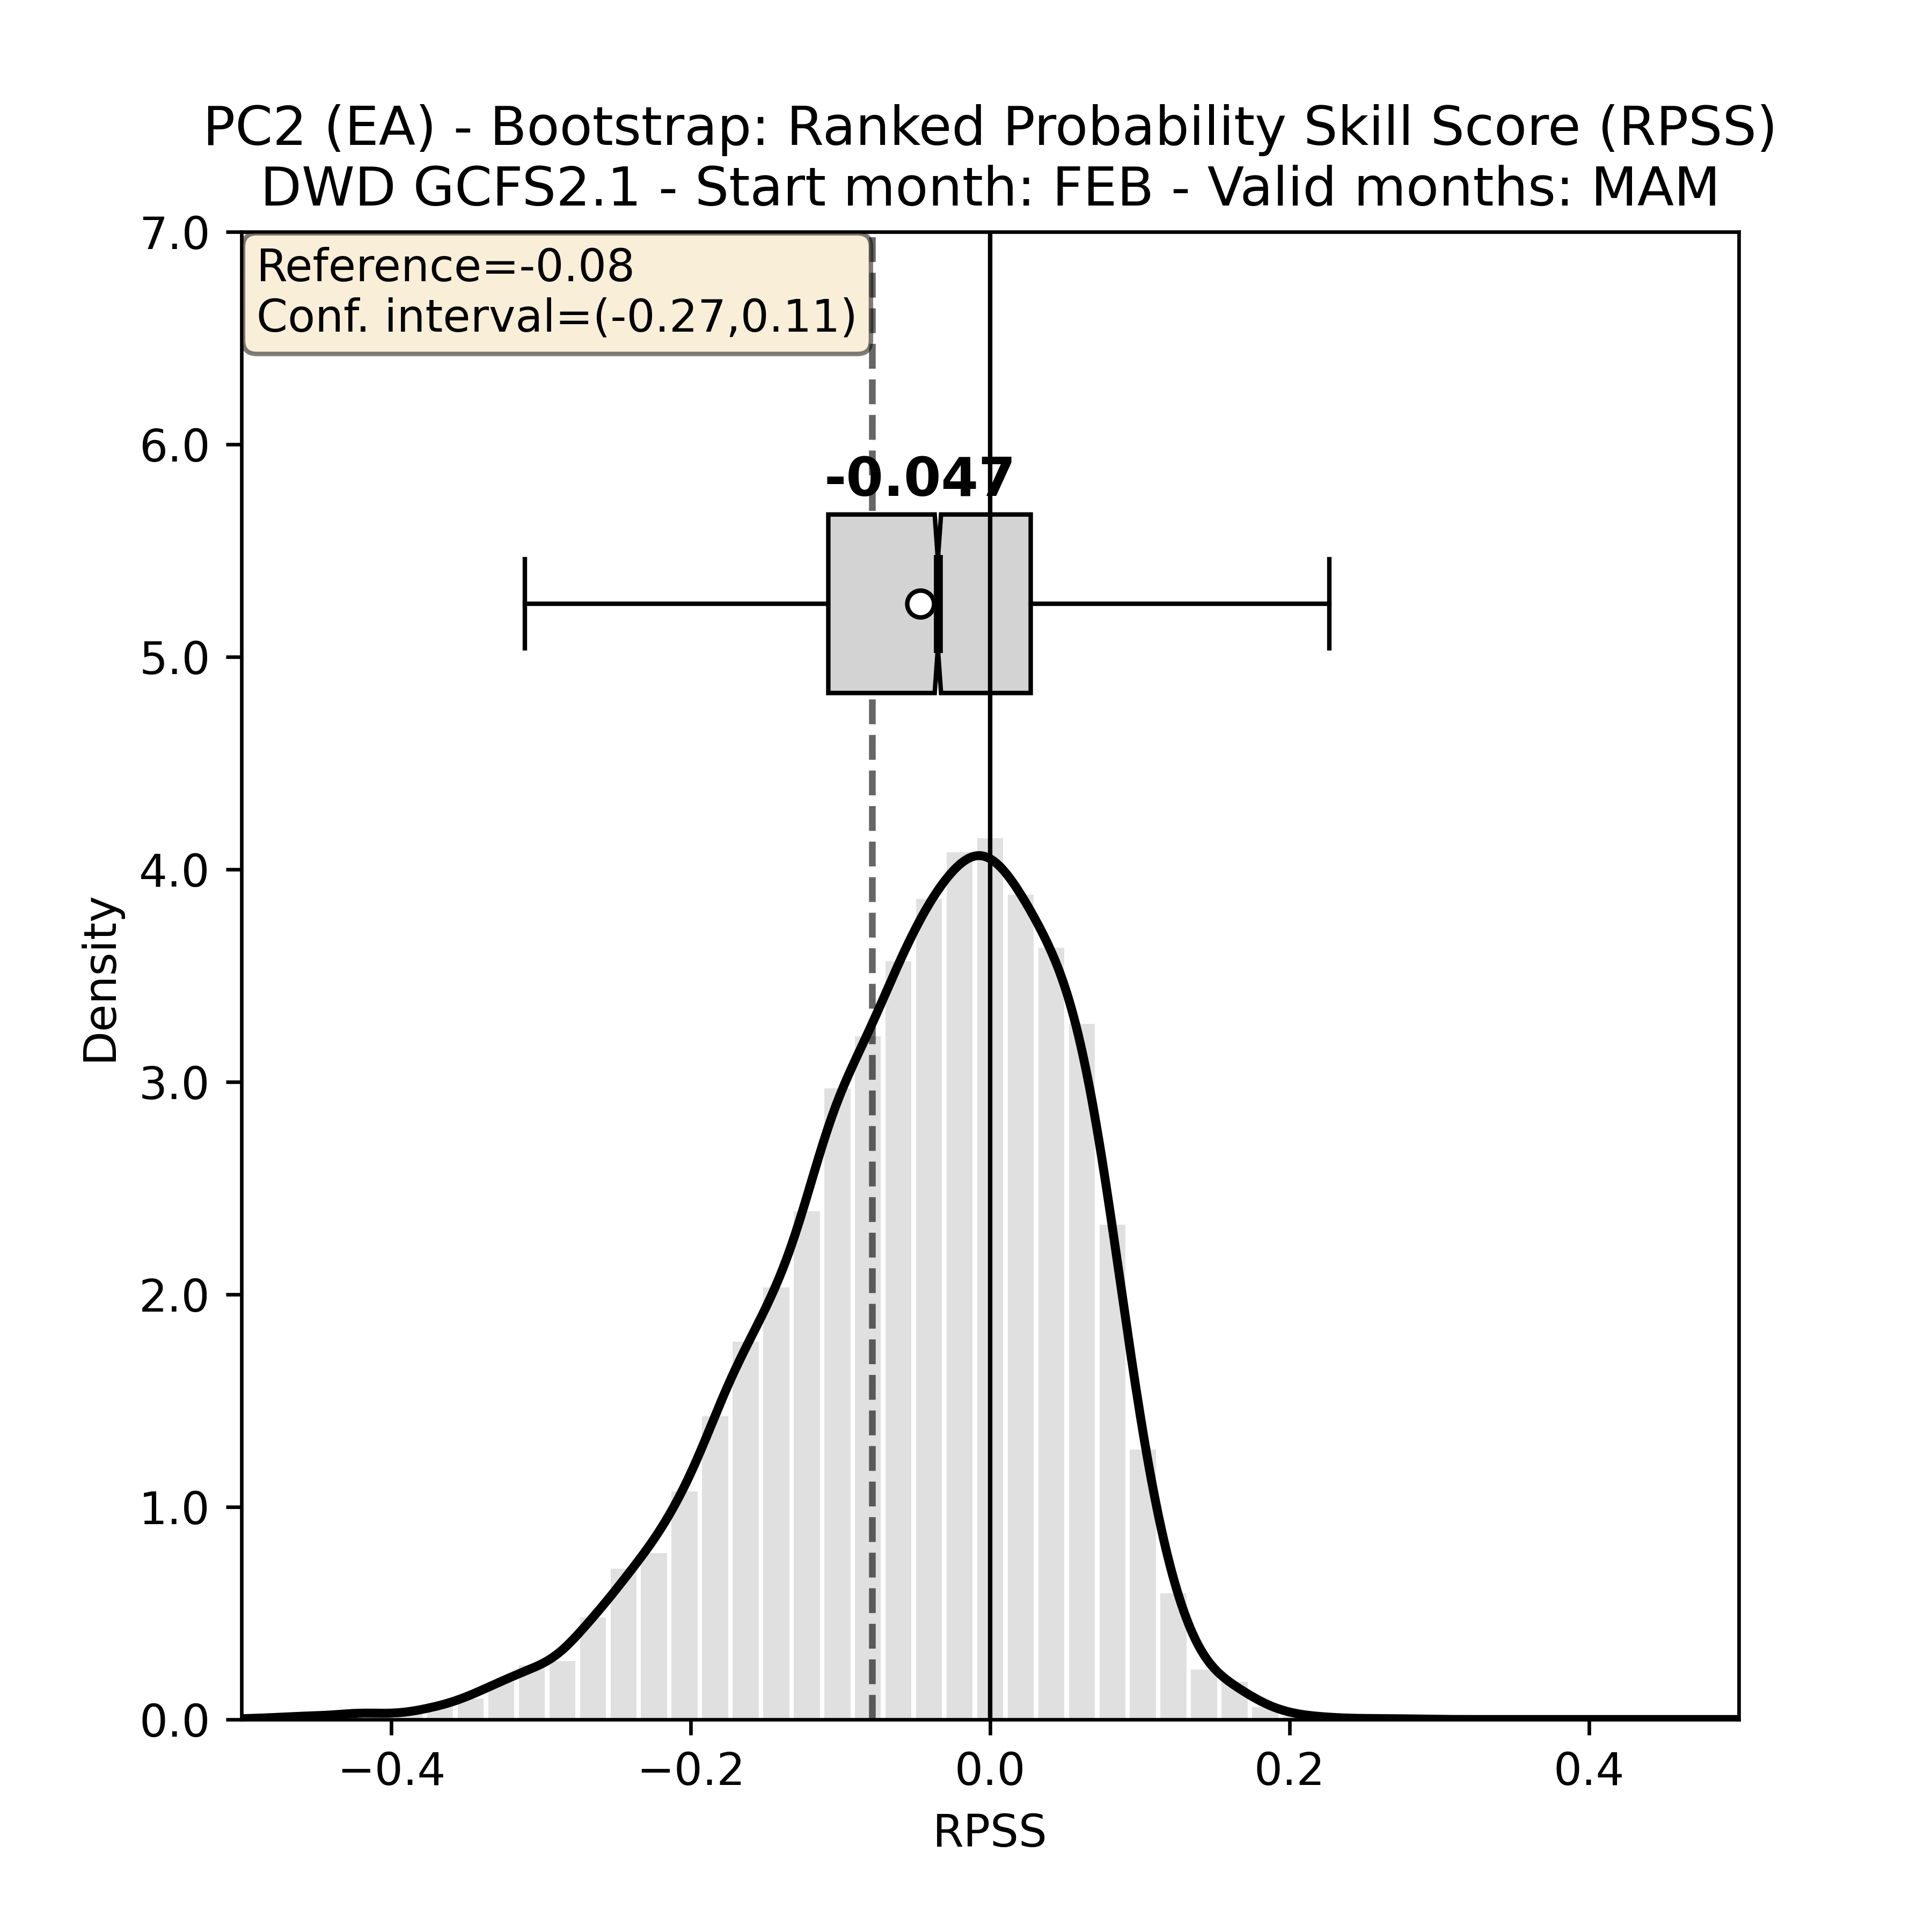 PC2 (EA) - Bootstrap: Ranked Probability Skill Score (RPSS)
DWD GCFS2.1 - Start month: FEB - Valid months: MAM
Reference=-0.08
Conf. interval=(-0.27,0.11)
-0.047
7.0
6.0
5.0
4.0
3.0
2.0
1.0
0.0
Density
−0.4
−0.2
0.0
0.2
0.4
RPSS